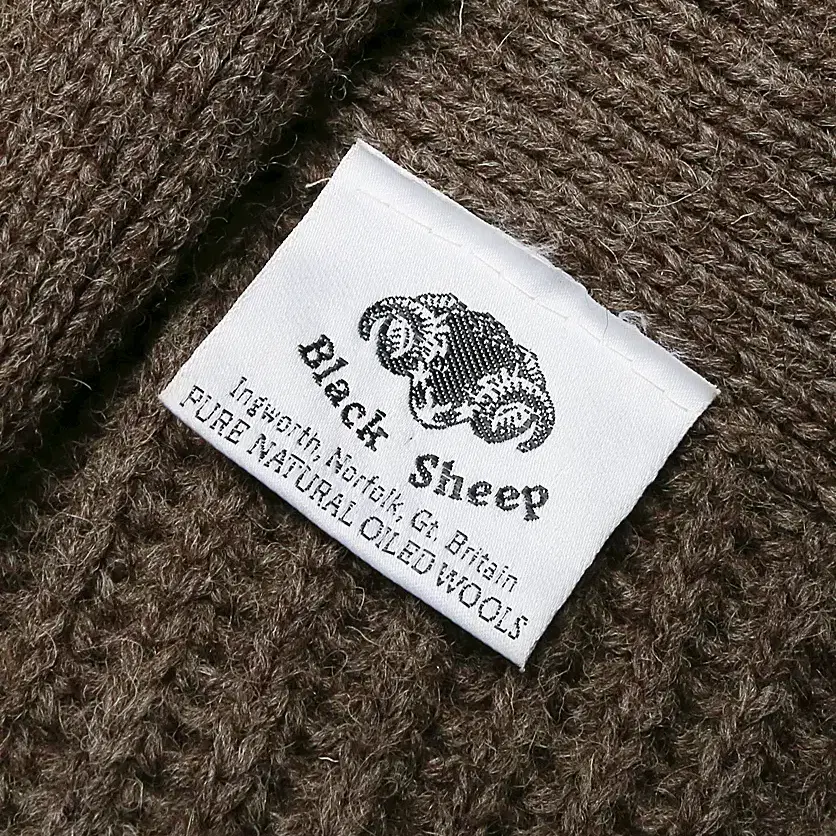 Black Sheep
Ingworth, Norfolk, Gt. Britain
PURE NATURAL OILED WOOLS